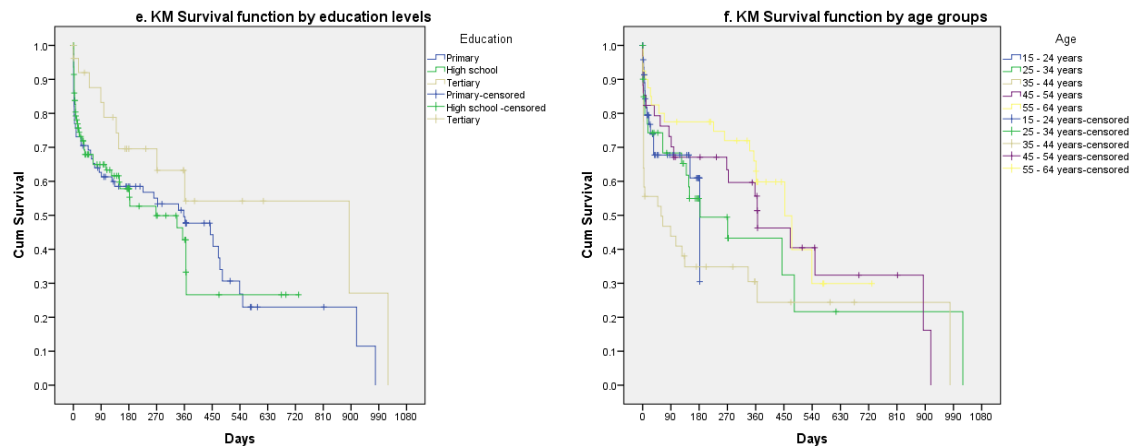 e. KM Survival function by education levels
Education
Primary
High school
Tertiary
Primary-censored
High school -censored
Tertiary
Cum Survival
1.0
0.9
0.8
0.7
0.6
0.5
0.4
0.3
0.2
0.1
0.0
0 90 180 270 360 450 540 630 720 810 900 990 1080
Days
f. KM Survival function by age groups
Age
15 - 24 years
25 - 34 years
35 - 44 years
45 - 54 years
55 - 64 years
15 - 24 years-censored
25 - 34 years-censored
35 - 44 years-censored
45 - 54 years-censored
55 - 64 years-censored
Cum Survival
1.0
0.9
0.8
0.7
0.6
0.5
0.4
0.3
0.2
0.1
0.0
0 90 180 270 360 450 540 630 720 810 900 990 1080
Days